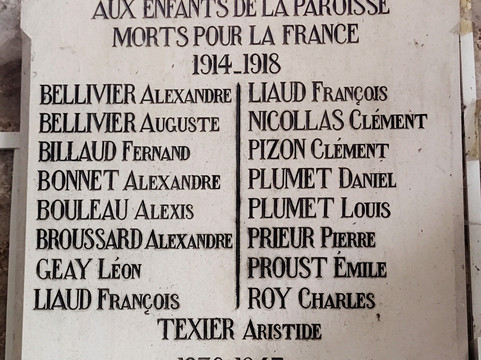 AUX ENFANTS DE LA PAROISSE
MORTS POUR LA FRANCE
1914-1918
BELLIVIER ALEXANDRE
BELLIVIER AUGUSTE
BILLAUD FERNAND
BONNET ALEXANDRE
BOULEAU ALEXIS
BROUSSARD ALEXANDRE
GEAY LÉON
LIAUD FRANÇOIS
LIAUD FRANÇOIS
NICOLLAS CLÉMENT
PIZON CLÉMENT
PLUMET DANIEL
PLUMET LOUIS
PRIEUR PIERRE
PROUST ÉMILE
ROY CHARLES
TEXIER ARISTIDE